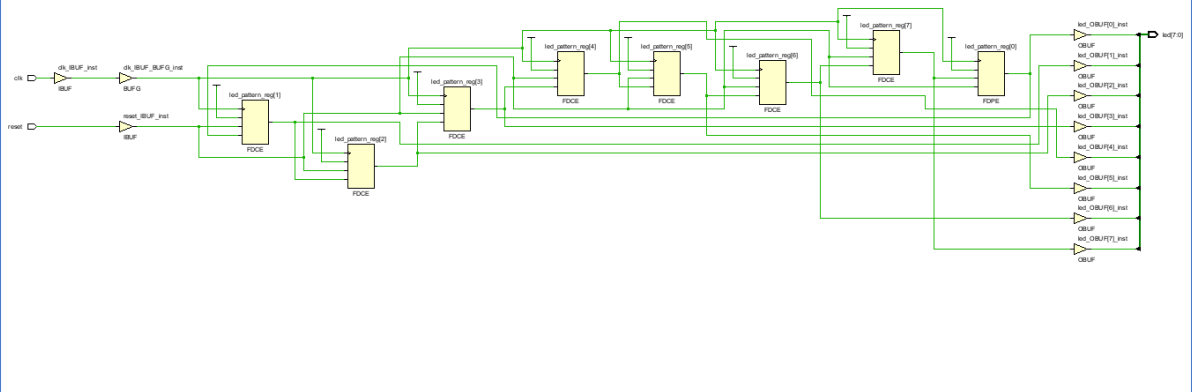 clk
clk_IBUF_inst
IBUF
clk_IBUF_BUFG_inst
BUFG
reset
reset_IBUF_inst
IBUF
led_pattern_reg[1]
FDCE
led_pattern_reg[2]
FDCE
led_pattern_reg[3]
FDCE
led_pattern_reg[4]
FDCE
led_pattern_reg[5]
FDCE
led_pattern_reg[6]
FDCE
led_pattern_reg[7]
FDCE
led_pattern_reg[0]
FDPE
led_OBUF[0]_inst
OBUF
led_OBUF[1]_inst
OBUF
led_OBUF[2]_inst
OBUF
led_OBUF[3]_inst
OBUF
led_OBUF[4]_inst
OBUF
led_OBUF[5]_inst
OBUF
led_OBUF[6]_inst
OBUF
led_OBUF[7]_inst
OBUF
led[7:0]